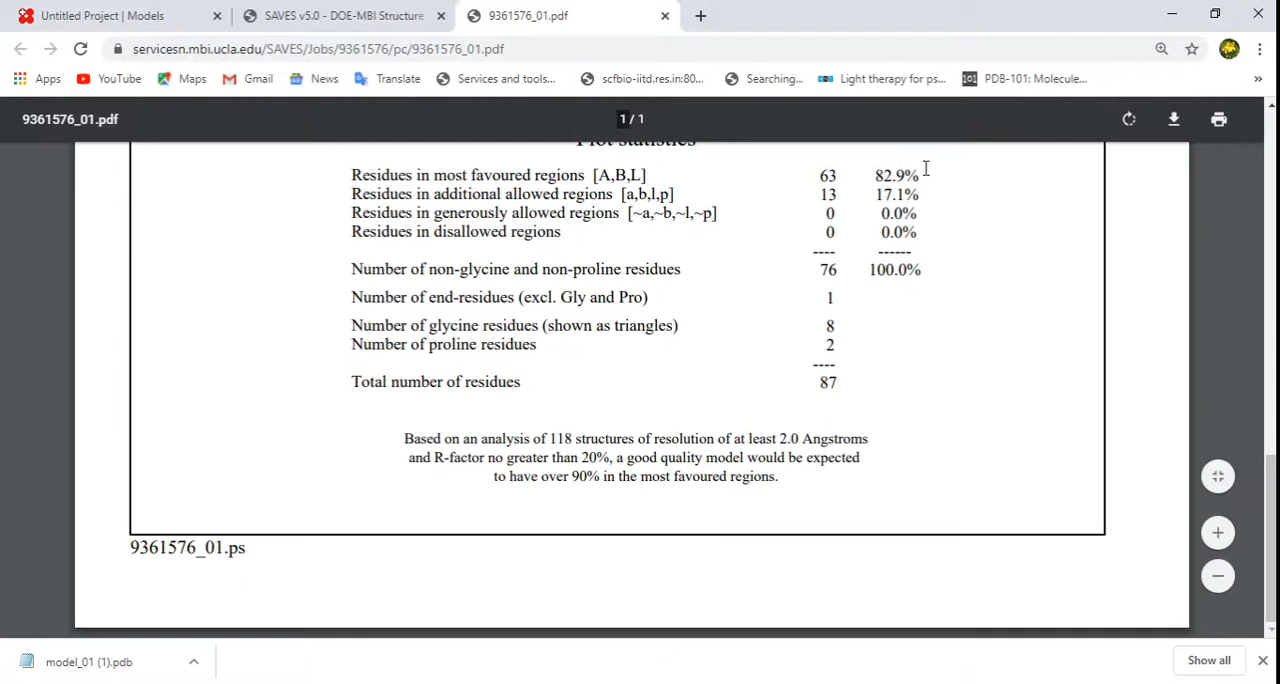 Untitled Project | Models
SAVES v5.0 - DOE-MBI Structure
9361576_01.pdf
servicesn.mbi.ucla.edu/SAVES/Jobs/9361576/pc/9361576_01.pdf
Apps YouTube Maps Gmail News Translate Services and tools... scfbio-iitd.res.in:80... Searching... Light therapy for ps... 101 PDB-101: Molecule... »
9361576_01.pdf 1 / 1
Plot statistics
Residues in most favoured regions [A,B,L] 63 82.9%
Residues in additional allowed regions [a,b,l,p] 13 17.1%
Residues in generously allowed regions [~a,~b,~l,~p] 0 0.0%
Residues in disallowed regions 0 0.0%
---- ------
Number of non-glycine and non-proline residues 76 100.0%
Number of end-residues (excl. Gly and Pro) 1
Number of glycine residues (shown as triangles) 8
Number of proline residues 2
----
Total number of residues 87
Based on an analysis of 118 structures of resolution of at least 2.0 Angstroms
and R-factor no greater than 20%, a good quality model would be expected
to have over 90% in the most favoured regions.
9361576_01.ps
model_01 (1).pdb
Show all